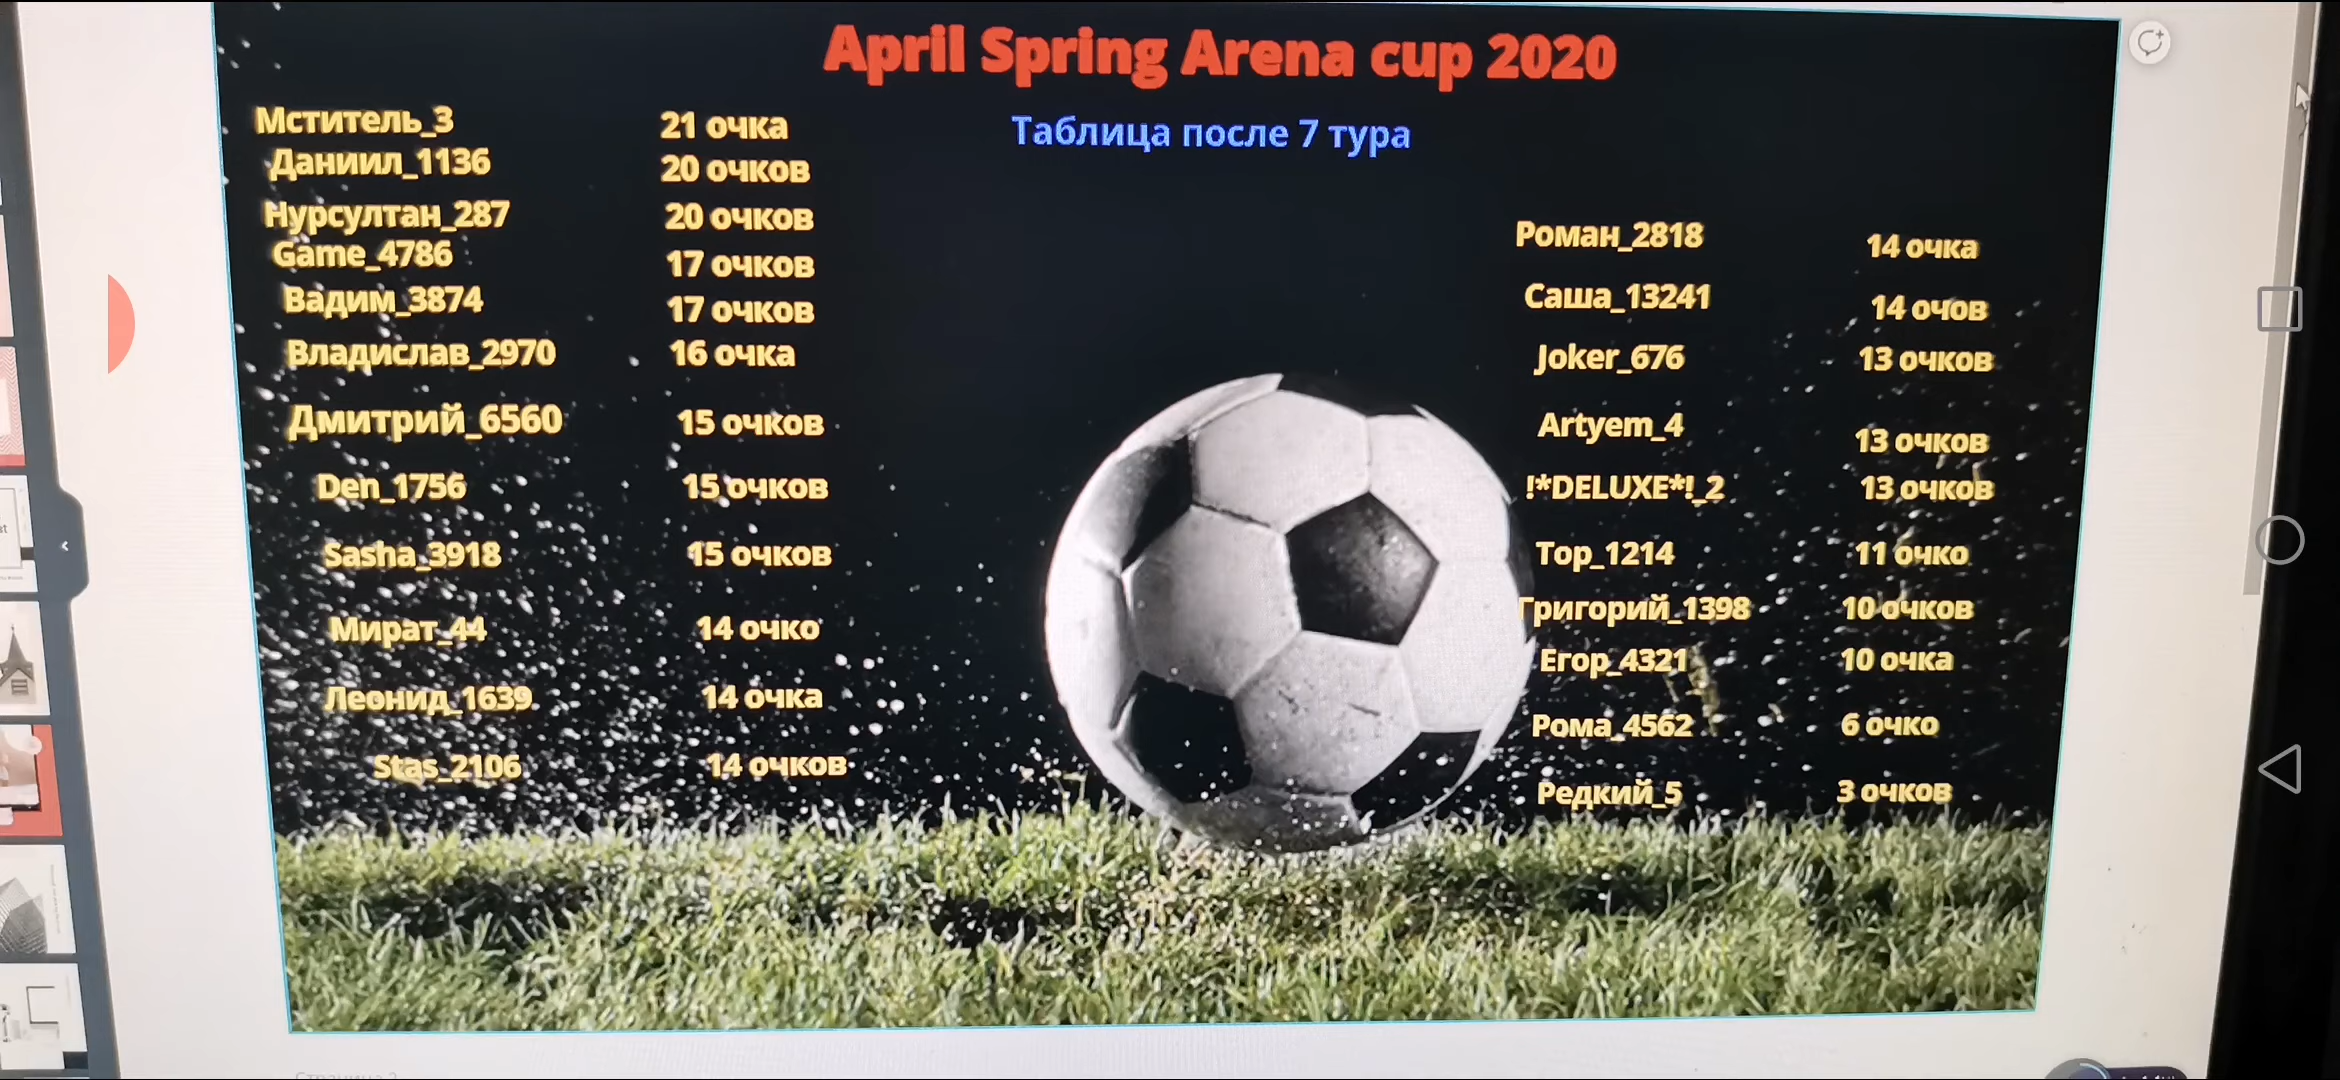 April Spring Arena cup 2020
Таблица после 7 тура
Мститель_3 21 очка
Даниил_1136 20 очков
Нурсултан_287 20 очков
Game_4786 17 очков
Вадим_3874 17 очков
Владислав_2970 16 очка
Дмитрий_6560 15 очков
Den_1756 15 очков
Sasha_3918 15 очков
Мират_44 14 очко
Леонид_1639 14 очка
Stas_2106 14 очков
Роман_2818 14 очка
Саша_13241 14 очов
Joker_676 13 очков
Artyem_4 13 очков
!*DELUXE*!_2 13 очков
Тор_1214 11 очко
Григорий_1398 10 очков
Егор_4321 10 очка
Рома_4562 6 очко
Редкий_5 3 очков